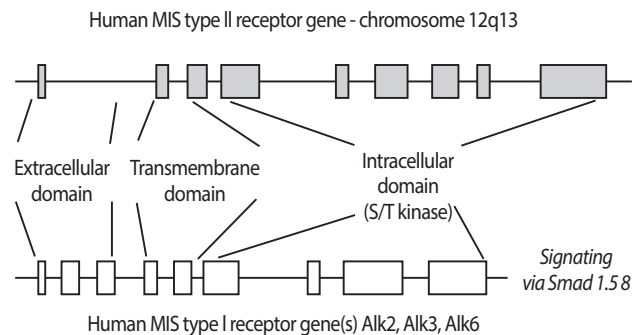 Human MIS type II receptor gene - chromosome 12q13
Extracellular
domain
Transmembrane
domain
Intracellular
domain
(S/T kinase)
Signating
via Smad 1.5 8
Human MIS type I receptor gene(s) Alk2, Alk3, Alk6